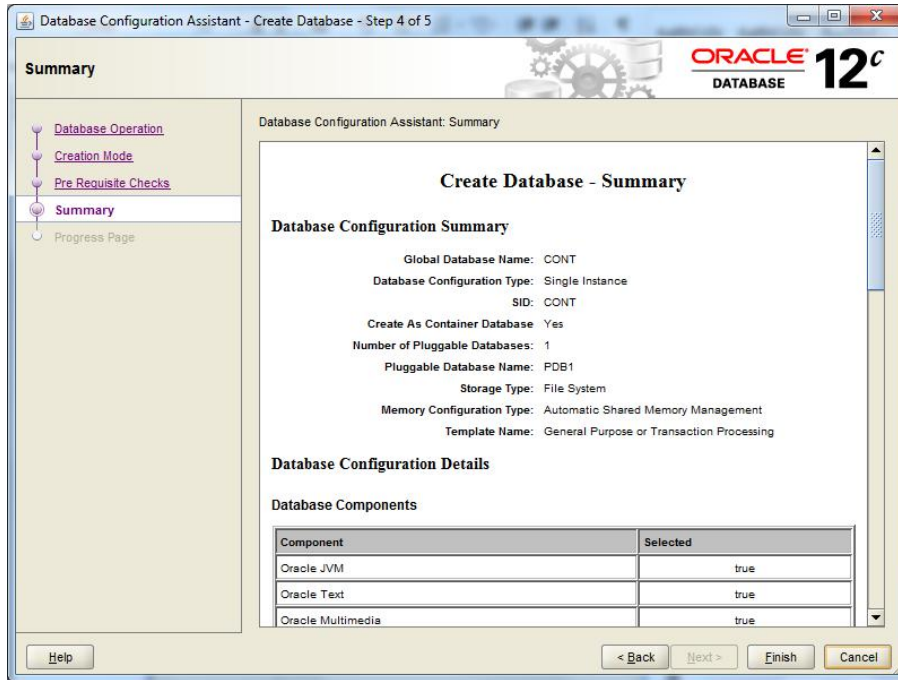 Database Configuration Assistant - Create Database - Step 4 of 5
Summary
ORACLE
DATABASE
12c
Database Operation
Creation Mode
Pre Requisite Checks
Summary
Progress Page
Database Configuration Assistant: Summary
Create Database - Summary
Database Configuration Summary
Global Database Name: CONT
Database Configuration Type: Single Instance
SID: CONT
Create As Container Database Yes
Number of Pluggable Databases: 1
Pluggable Database Name: PDB1
Storage Type: File System
Memory Configuration Type: Automatic Shared Memory Management
Template Name: General Purpose or Transaction Processing
Database Configuration Details
Database Components
Component Selected
Oracle JVM true
Oracle Text true
Oracle Multimedia true
Help < Back Next > Finish Cancel